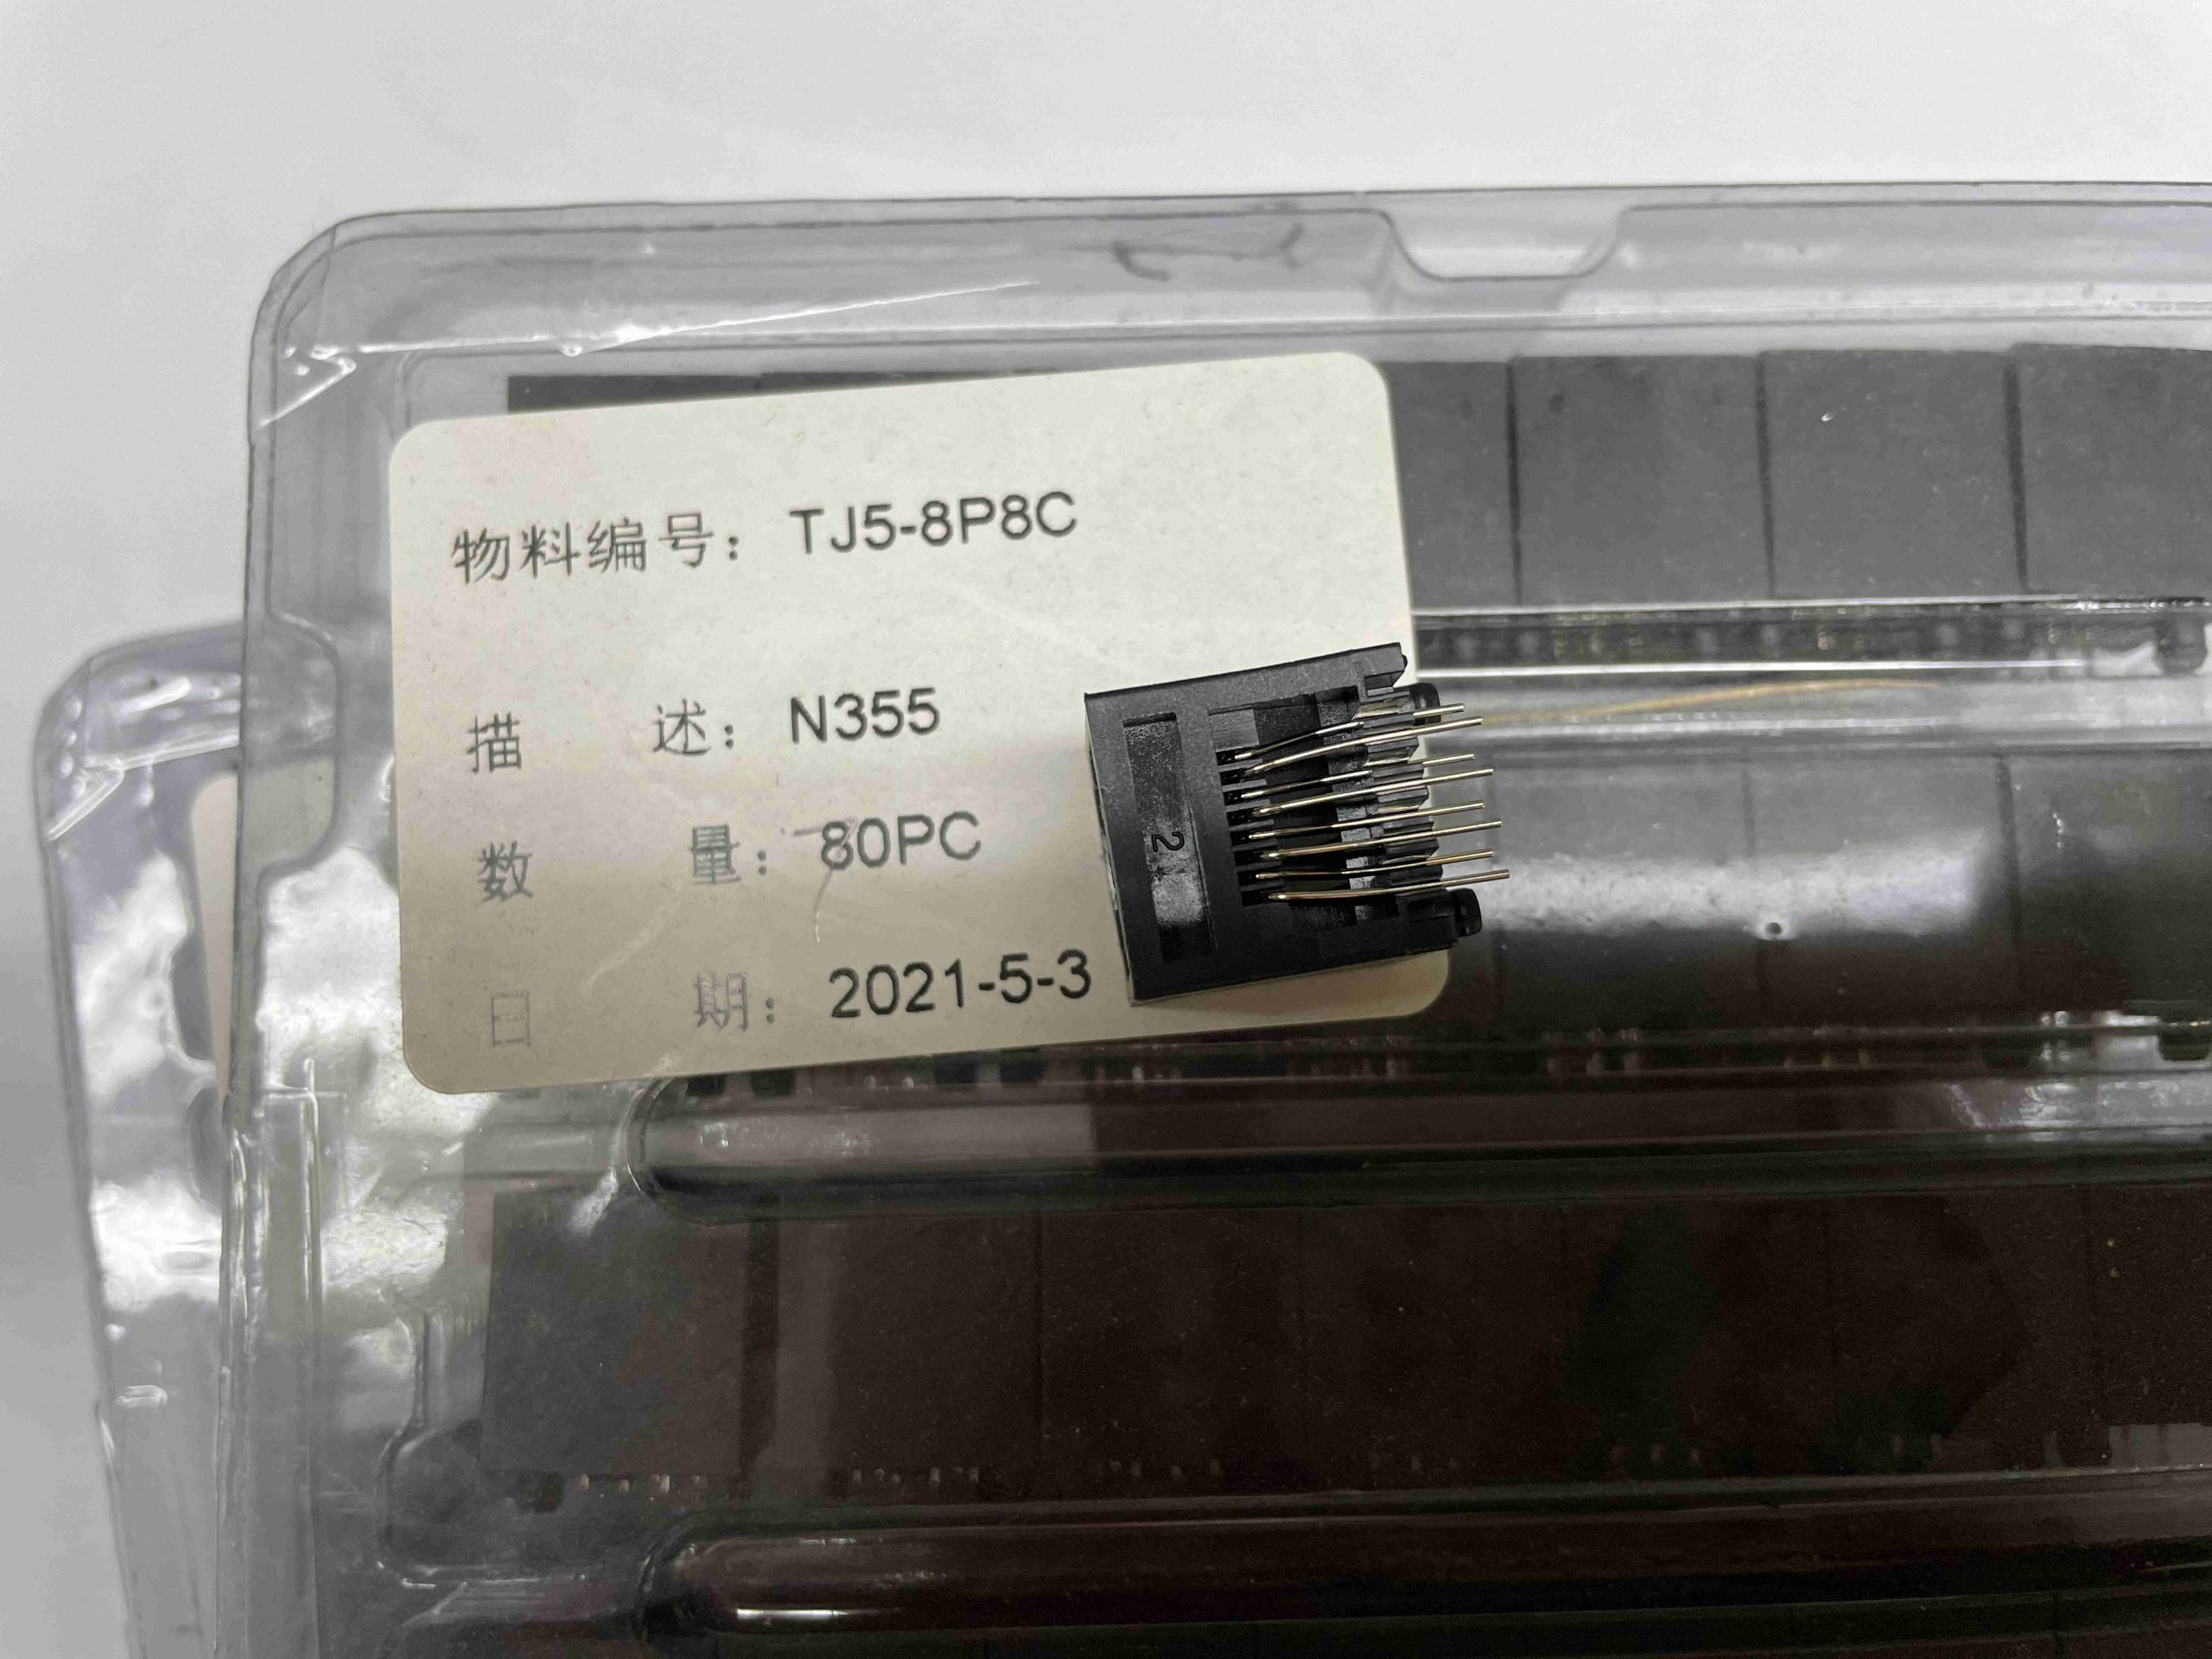 物料编号： TJ5-8P8C
描 述： N355
数 量： 80PC
日 期： 2021-5-3
2